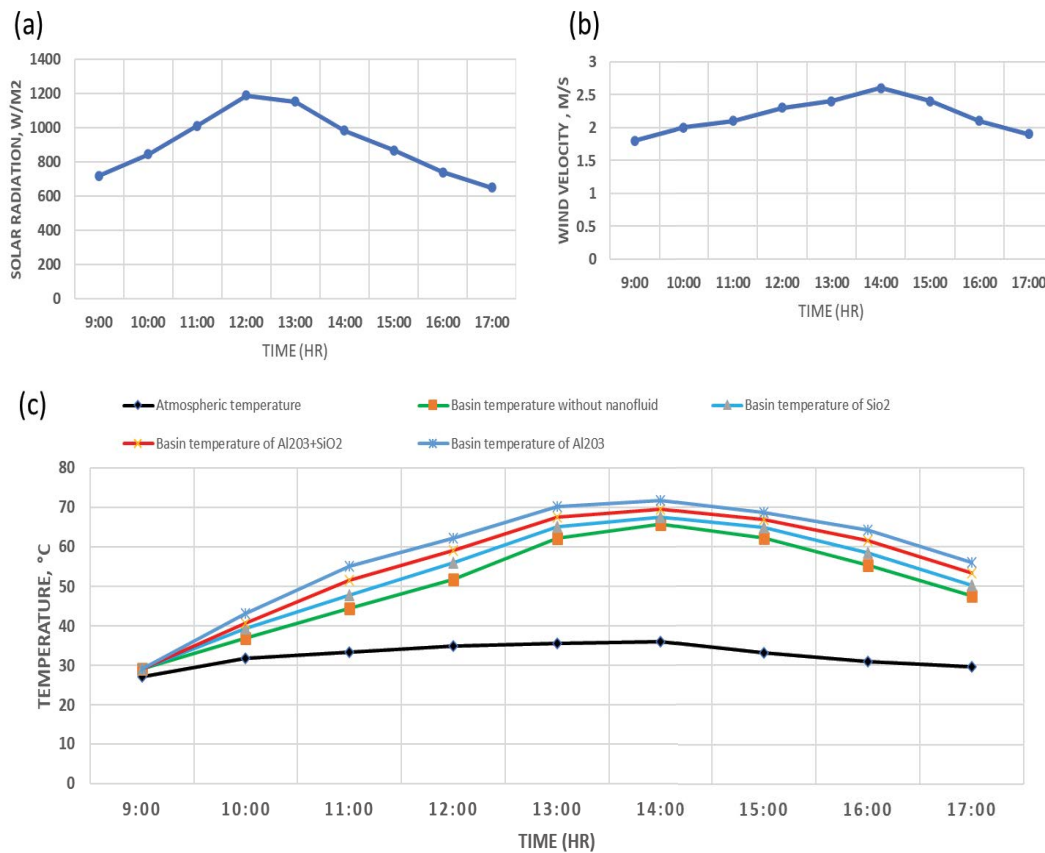 (a)
(b)
1400
1200
1000
800
600
400
200
0
SOLAR RADIATION, W/M2
9:00 10:00 11:00 12:00 13:00 14:00 15:00 16:00 17:00
TIME (HR)
3
2.5
2
1.5
1
0.5
0
WIND VELOCITY , M/S
9:00 10:00 11:00 12:00 13:00 14:00 15:00 16:00 17:00
TIME (HR)
(c)
Atmospheric temperature
Basin temperature without nanofluid
Basin temperature of Sio2
Basin temperature of Al203+SiO2
Basin temperature of Al203
80
70
60
50
40
30
20
10
0
TEMPERATURE, °C
9:00 10:00 11:00 12:00 13:00 14:00 15:00 16:00 17:00
TIME (HR)